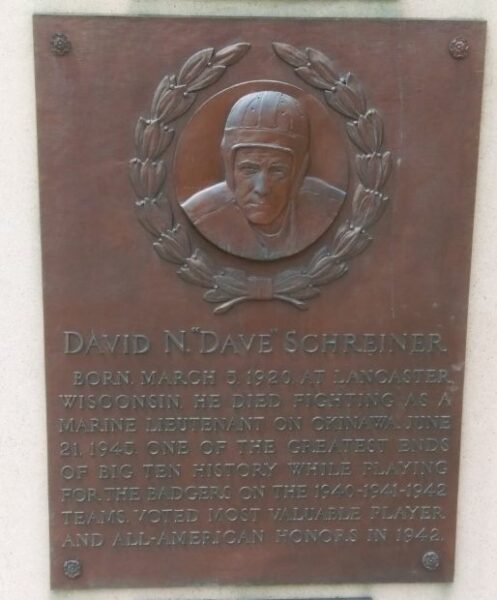 DAVID N. "DAVE" SCHREINER
BORN MARCH 5, 1920, AT LANCASTER,
WISCONSIN. HE DIED FIGHTING AS A
MARINE LIEUTENANT ON OKINAWA, JUNE
21, 1945. ONE OF THE GREATEST ENDS
OF BIG TEN HISTORY WHILE PLAYING
FOR THE BADGERS ON THE 1940-1941-1942
TEAMS. VOTED MOST VALUABLE PLAYER
AND ALL-AMERICAN HONORS IN 1942.